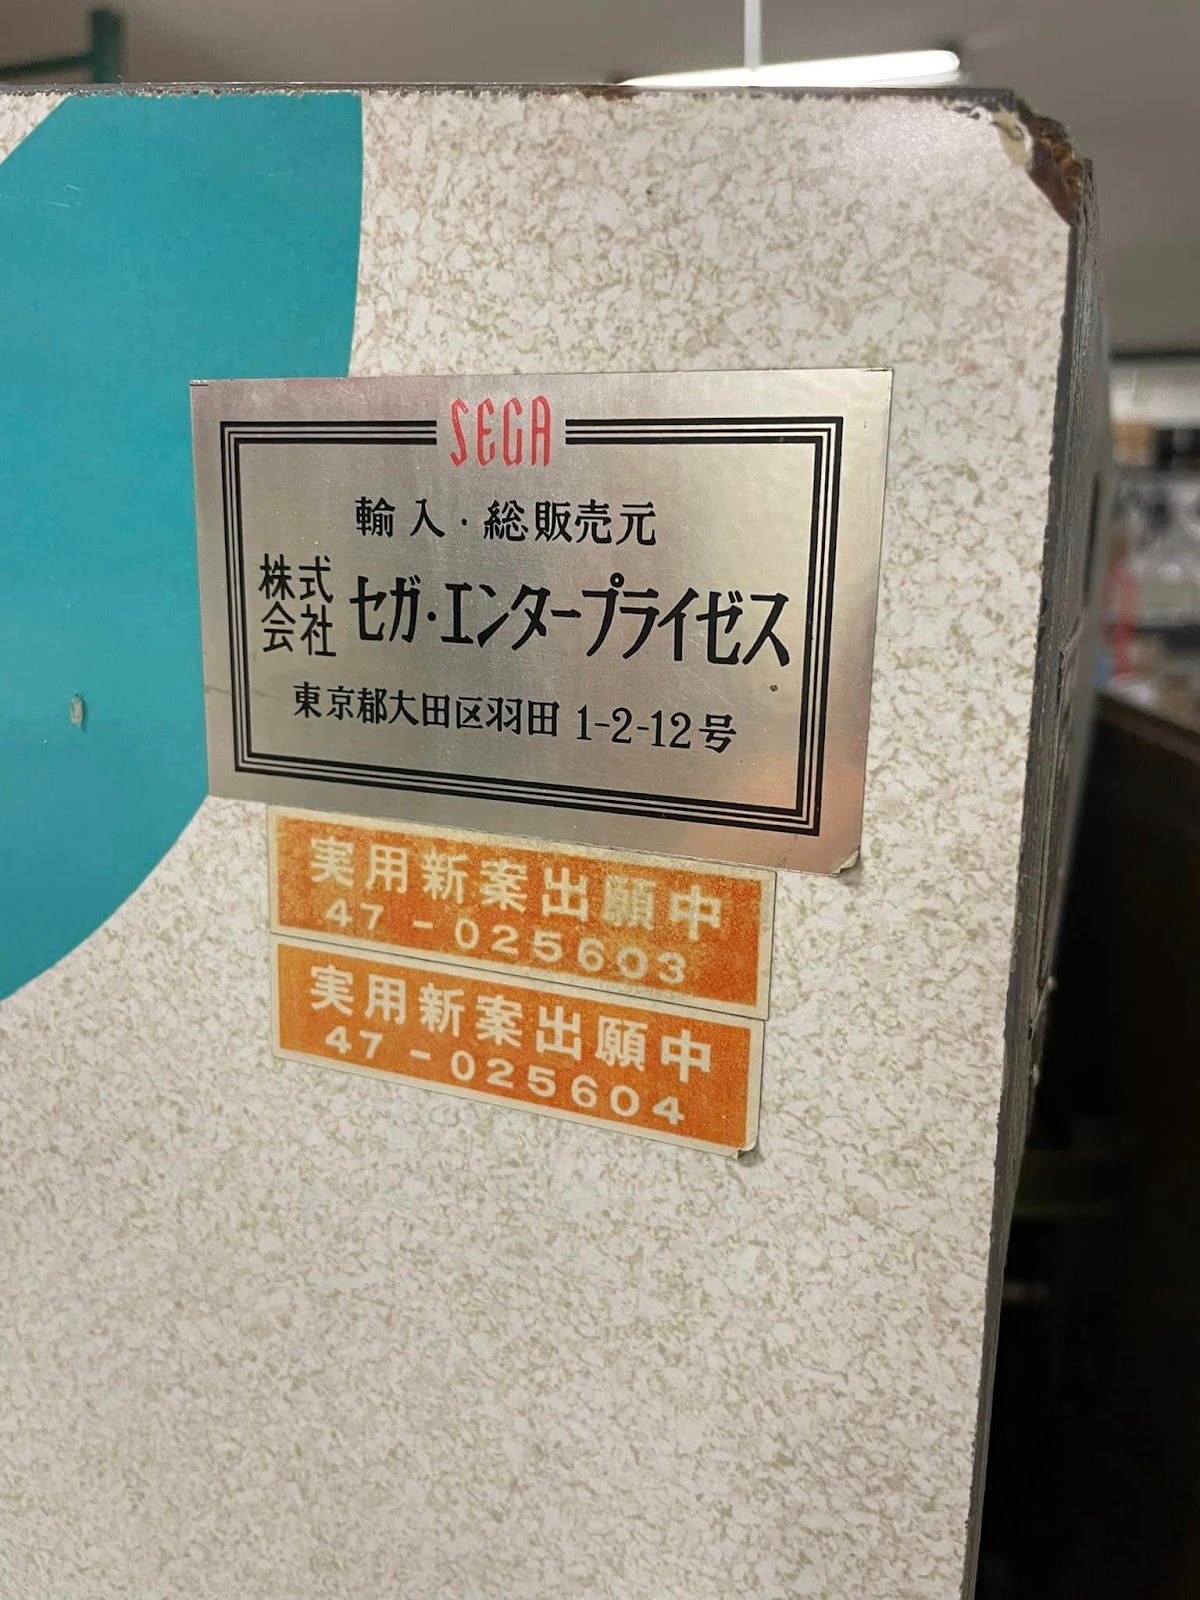 SEGA
輸入・総販売元
株式会社 セガ・エンタープライゼス
東京都大田区羽田 1-2-12号
実用新案出願中
47-025603
実用新案出願中
47-025604